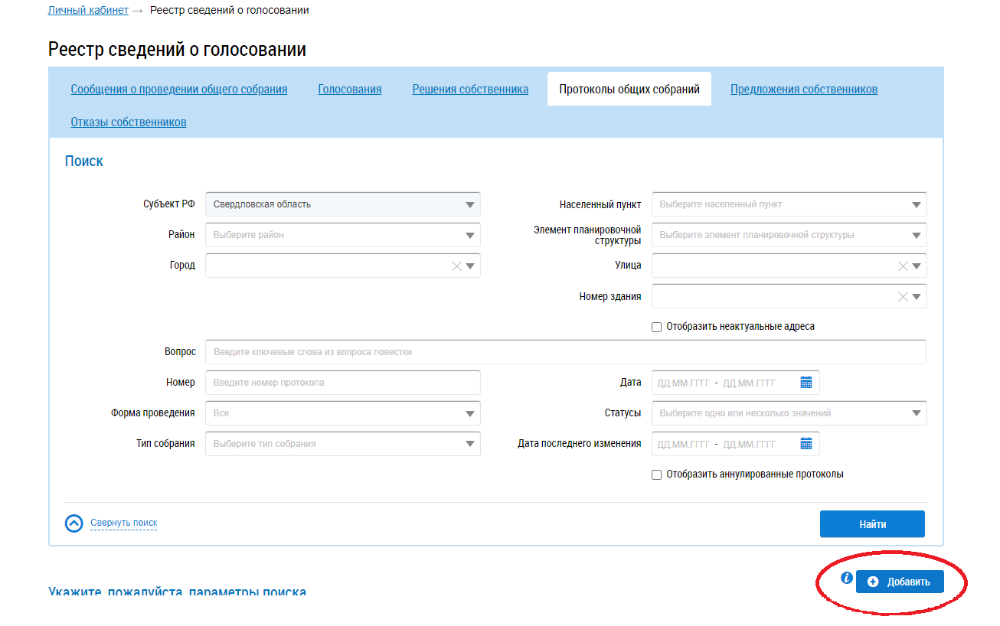 Личный кабинет → Реестр сведений о голосовании
Реестр сведений о голосовании
Сообщения о проведении общего собрания Голосования Решения собственника Протоколы общих собраний Предложения собственников
Отказы собственников
Поиск
Субъект РФ Свердловская область Населенный пункт Выберите населенный пункт
Район Выберите район Элемент планировочной структуры Выберите элемент планировочной структуры
Город Улица
Номер здания
Отобразить неактуальные адреса
Вопрос Введите ключевые слова из вопроса повестки
Номер Введите номер протокола Дата ДД.ММ.ГГГГ - ДД.ММ.ГГГГ
Форма проведения Все Статусы Выберите одно или несколько значений
Тип собрания Выберите тип собрания Дата последнего изменения ДД.ММ.ГГГГ - ДД.ММ.ГГГГ
Отобразить аннулированные протоколы
Свернуть поиск Найти
i Добавить
Укажите, пожалуйста, параметры поиска